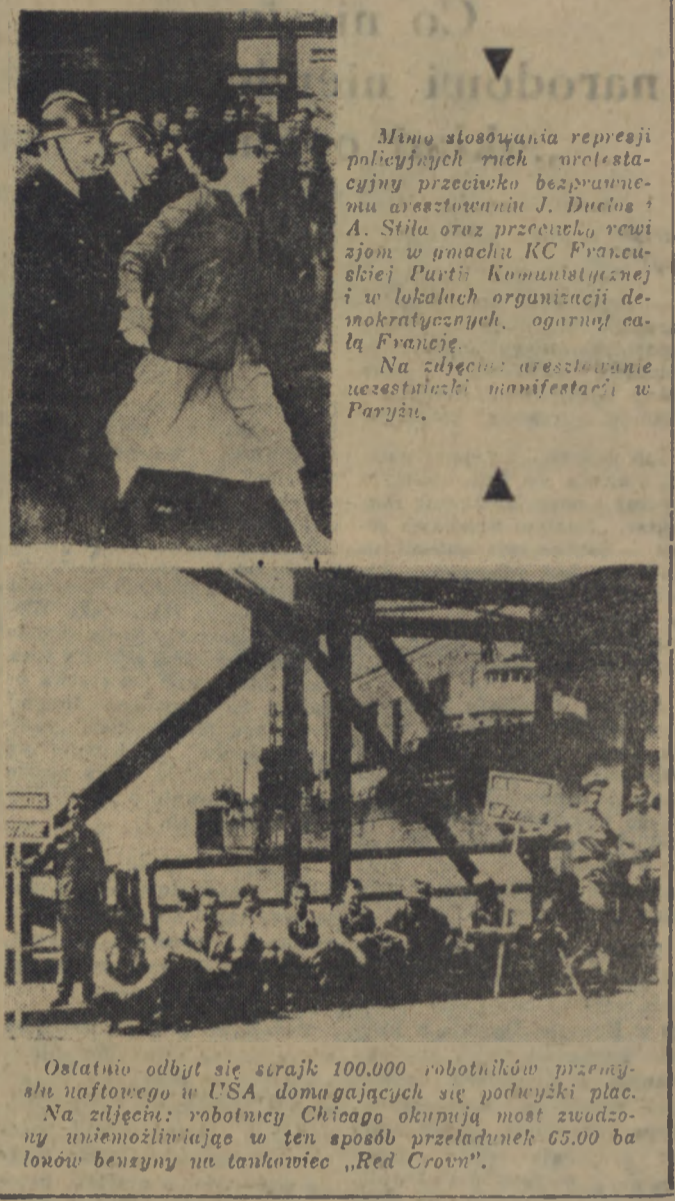 Mimo stosowania represji
policyjnych ruch protesta-
cyjny przeciwko bezprawne-
mu aresztowaniu J. Duclos i
A. Stila oraz przeciwko rewi
zjom w gmachu KC Francu-
skiej Partii Komunistycznej
i w lokalach organizacji de-
mokratycznych, ogarnął ca-
łą Francję.
Na zdjęciu: aresztowanie
uczestniczki manifestacji w
Paryżu.
Ostatnio odbył się strajk 100.000 robotników przemy-
słu naftowego w USA domagających się podwyżki płac.
Na zdjęciu: robotnicy Chicago okupują most zwodzo-
ny uniemożliwiając w ten sposób przeładunek 65.00 ba
lonów benzyny na tankowiec „Red Crovn".